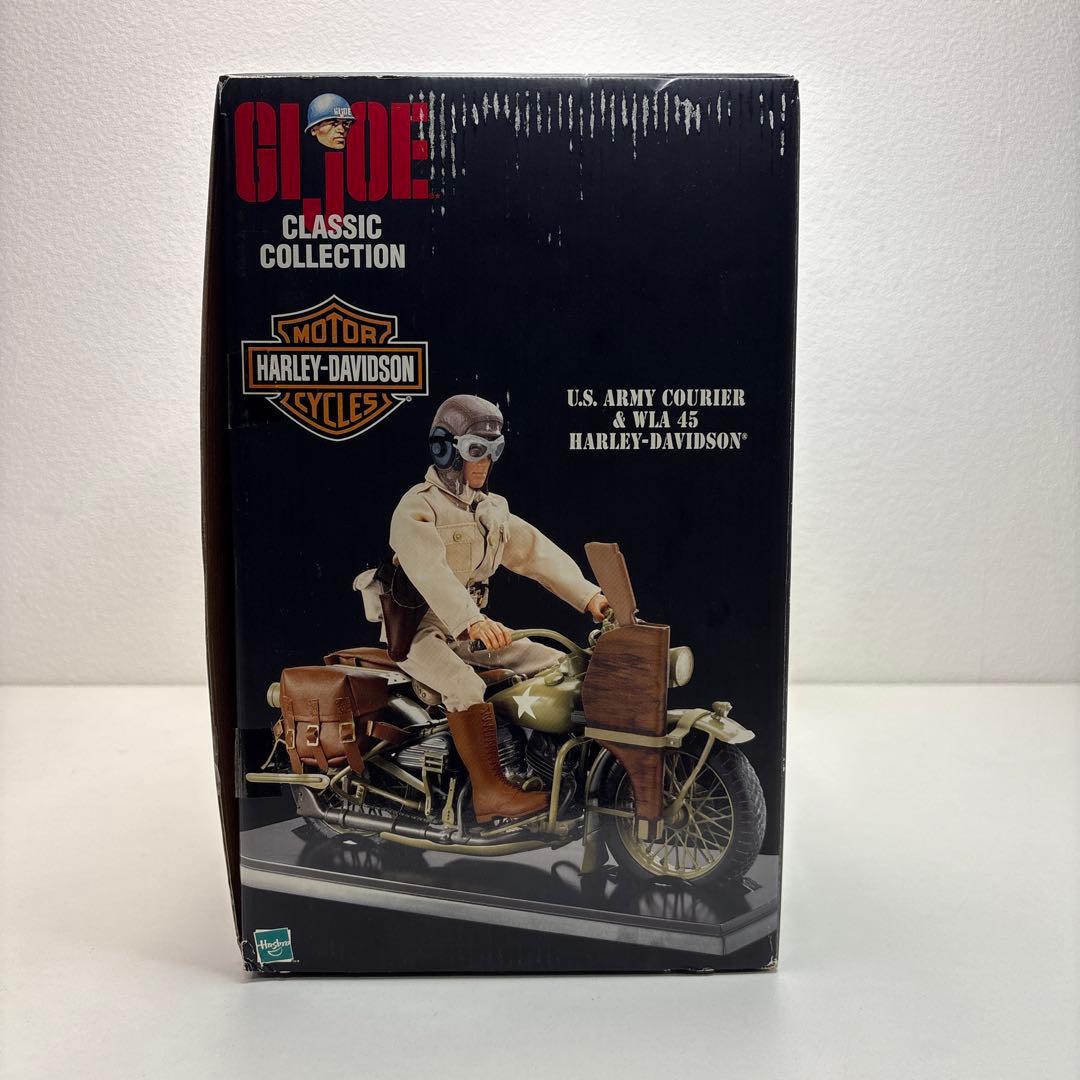 GI JOE
CLASSIC
COLLECTION
MOTOR
HARLEY-DAVIDSON
CYCLES
U.S. ARMY COURIER
& WLA 45
HARLEY-DAVIDSON®
Hasbro